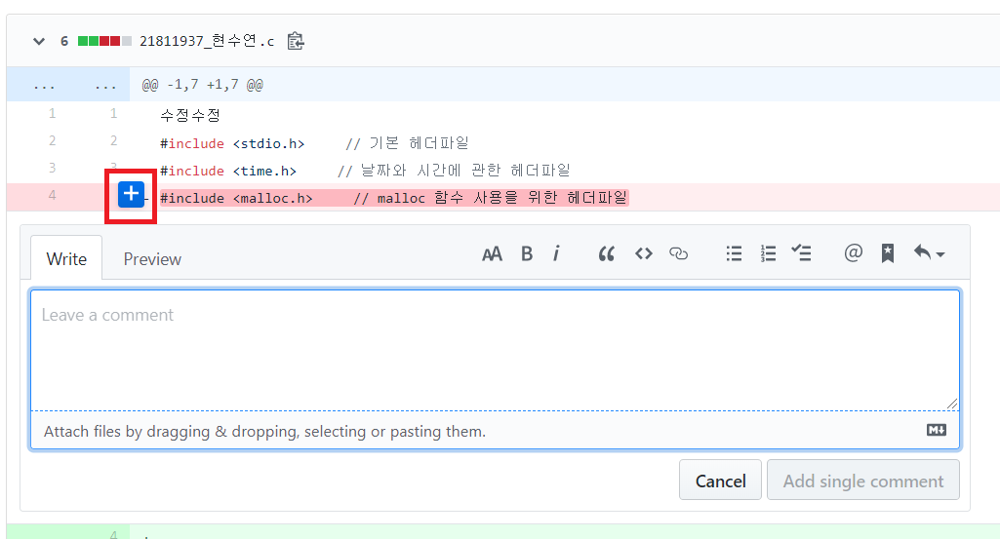 6 21811937_현수연.c
... ... @@ -1,7 +1,7 @@
1 1 수정수정
2 2 #include <stdio.h> // 기본 헤더파일
3 3 #include <time.h> // 날짜와 시간에 관한 헤더파일
4 - #include <malloc.h> // malloc 함수 사용을 위한 헤더파일
Write Preview AA B i “ <> @
Leave a comment
Attach files by dragging & dropping, selecting or pasting them. M↓
Cancel Add single comment
4 +